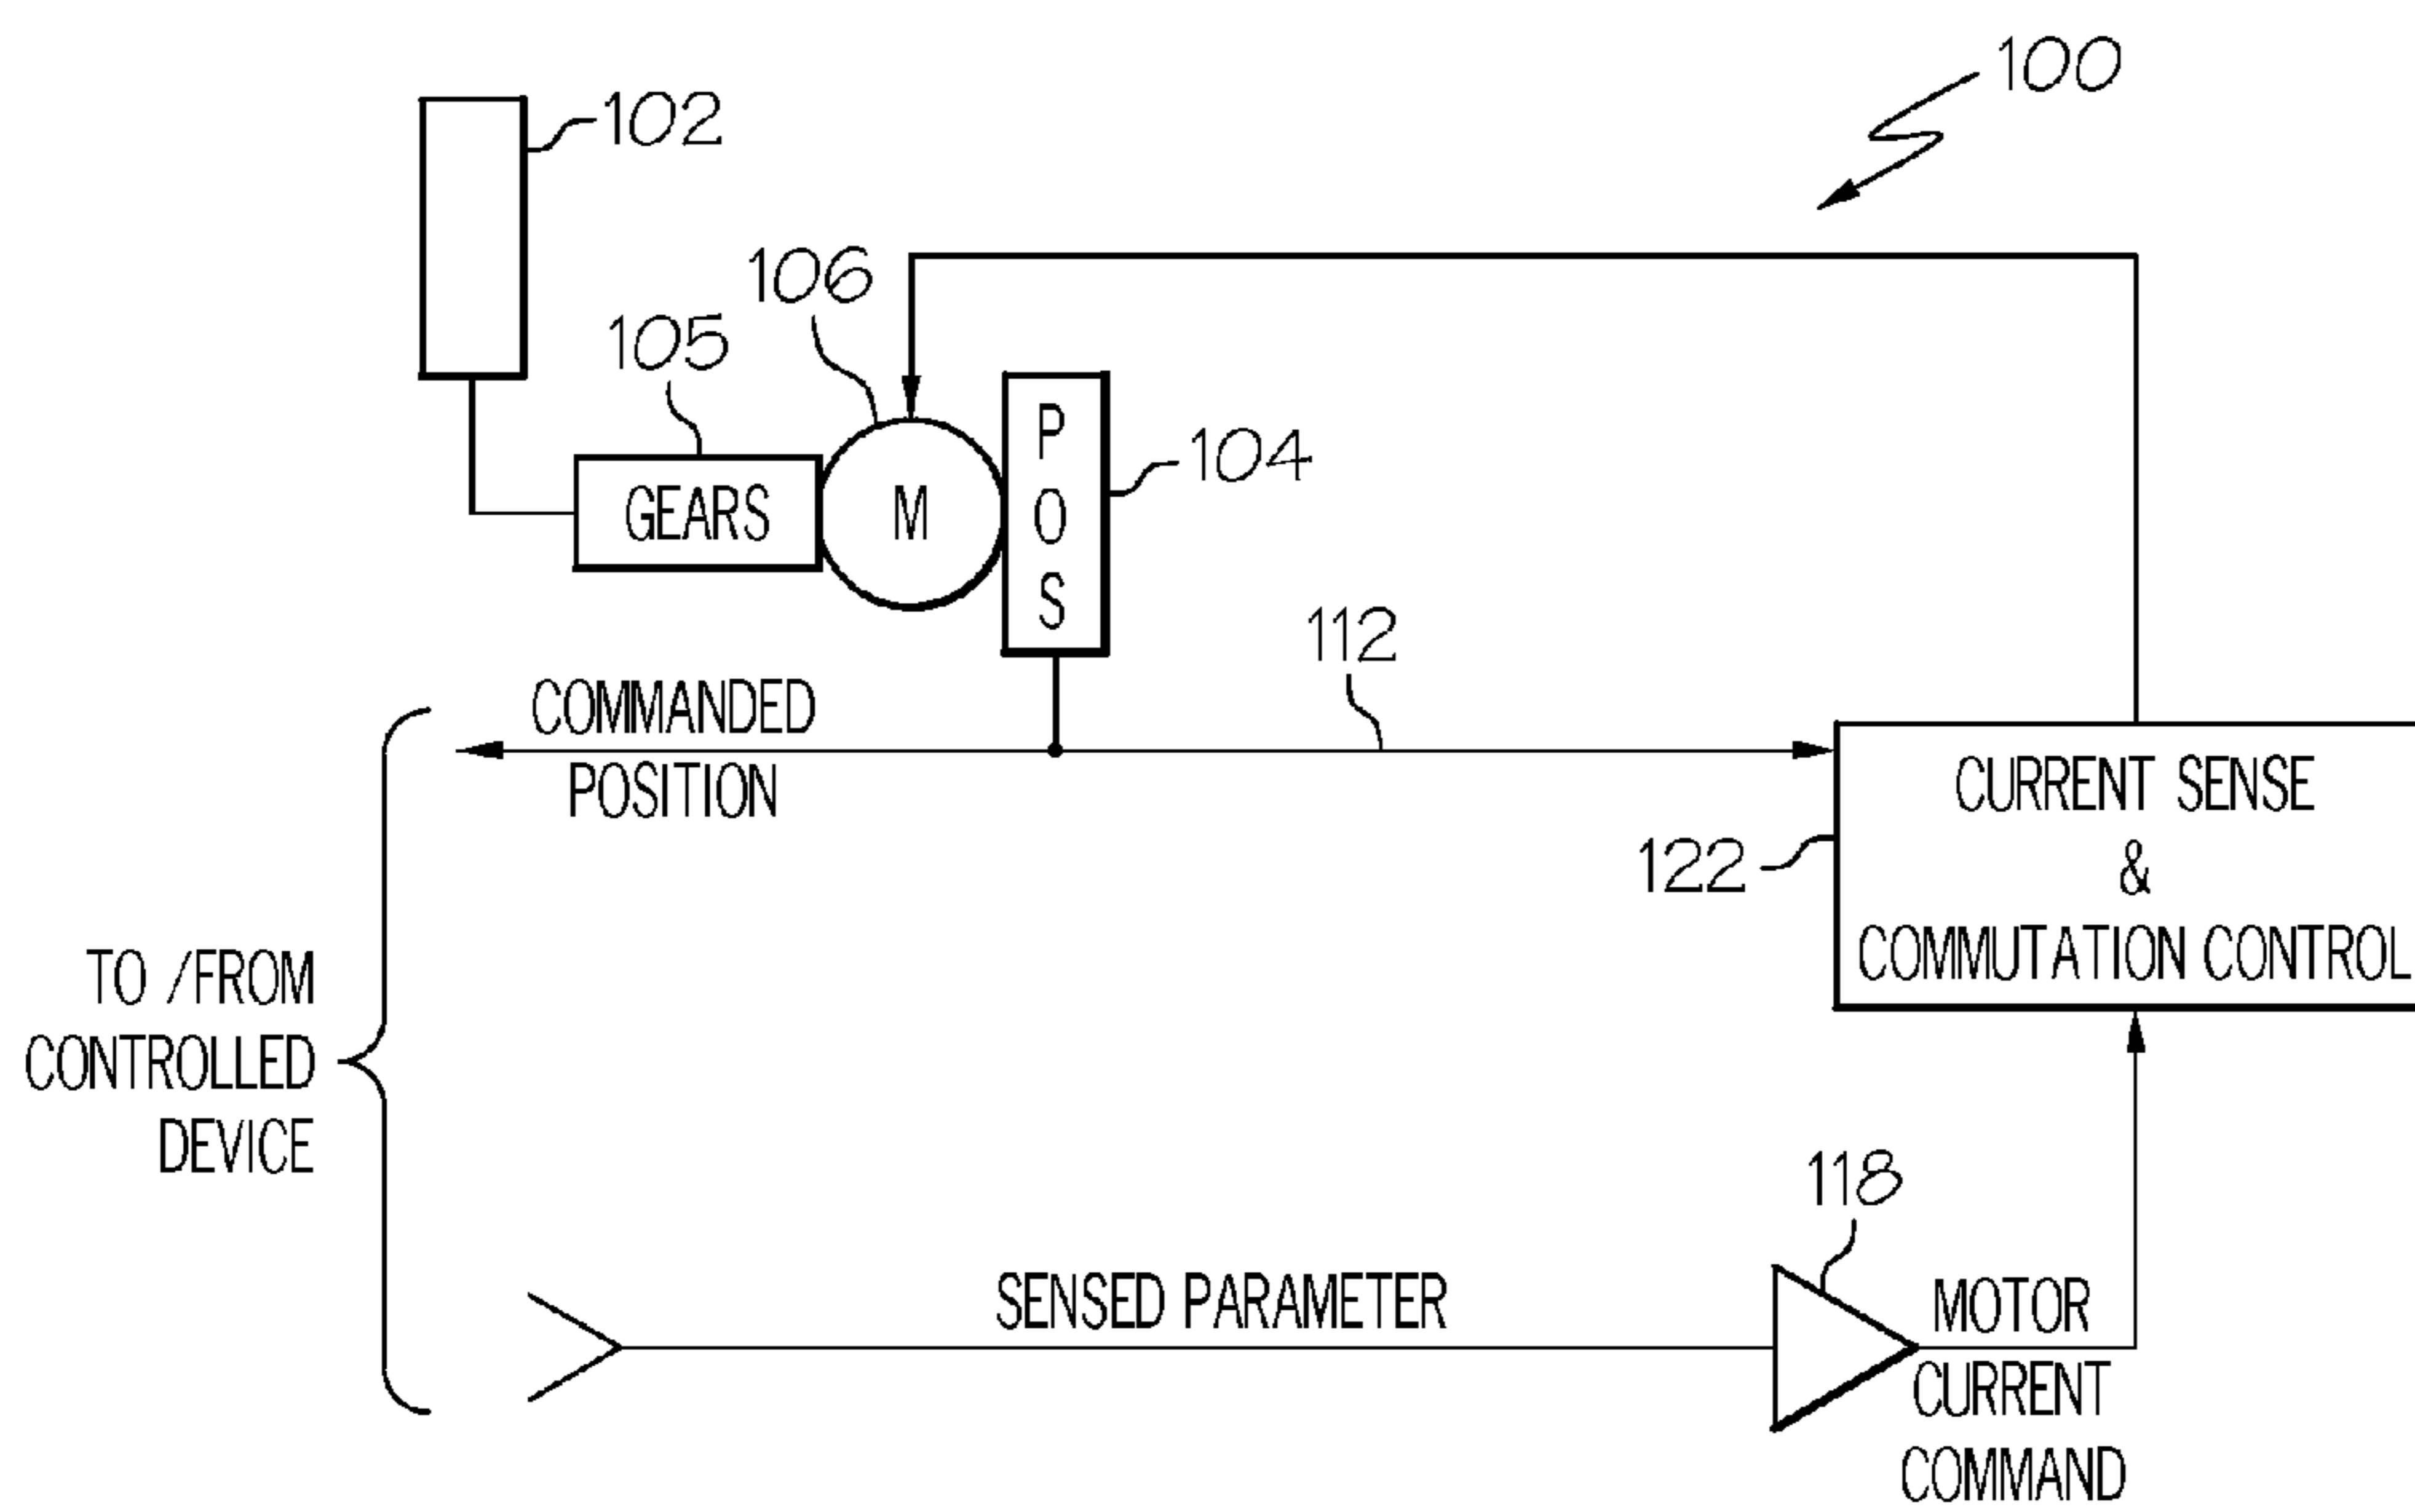 100
102
106
105
P
O
S
104
GEARS
M
112
COMMANDED
POSITION
CURRENT SENSE
&
COMMUTATION CONTROL
122
TO /FROM
CONTROLLED
DEVICE
118
SENSED PARAMETER
MOTOR
CURRENT
COMMAND